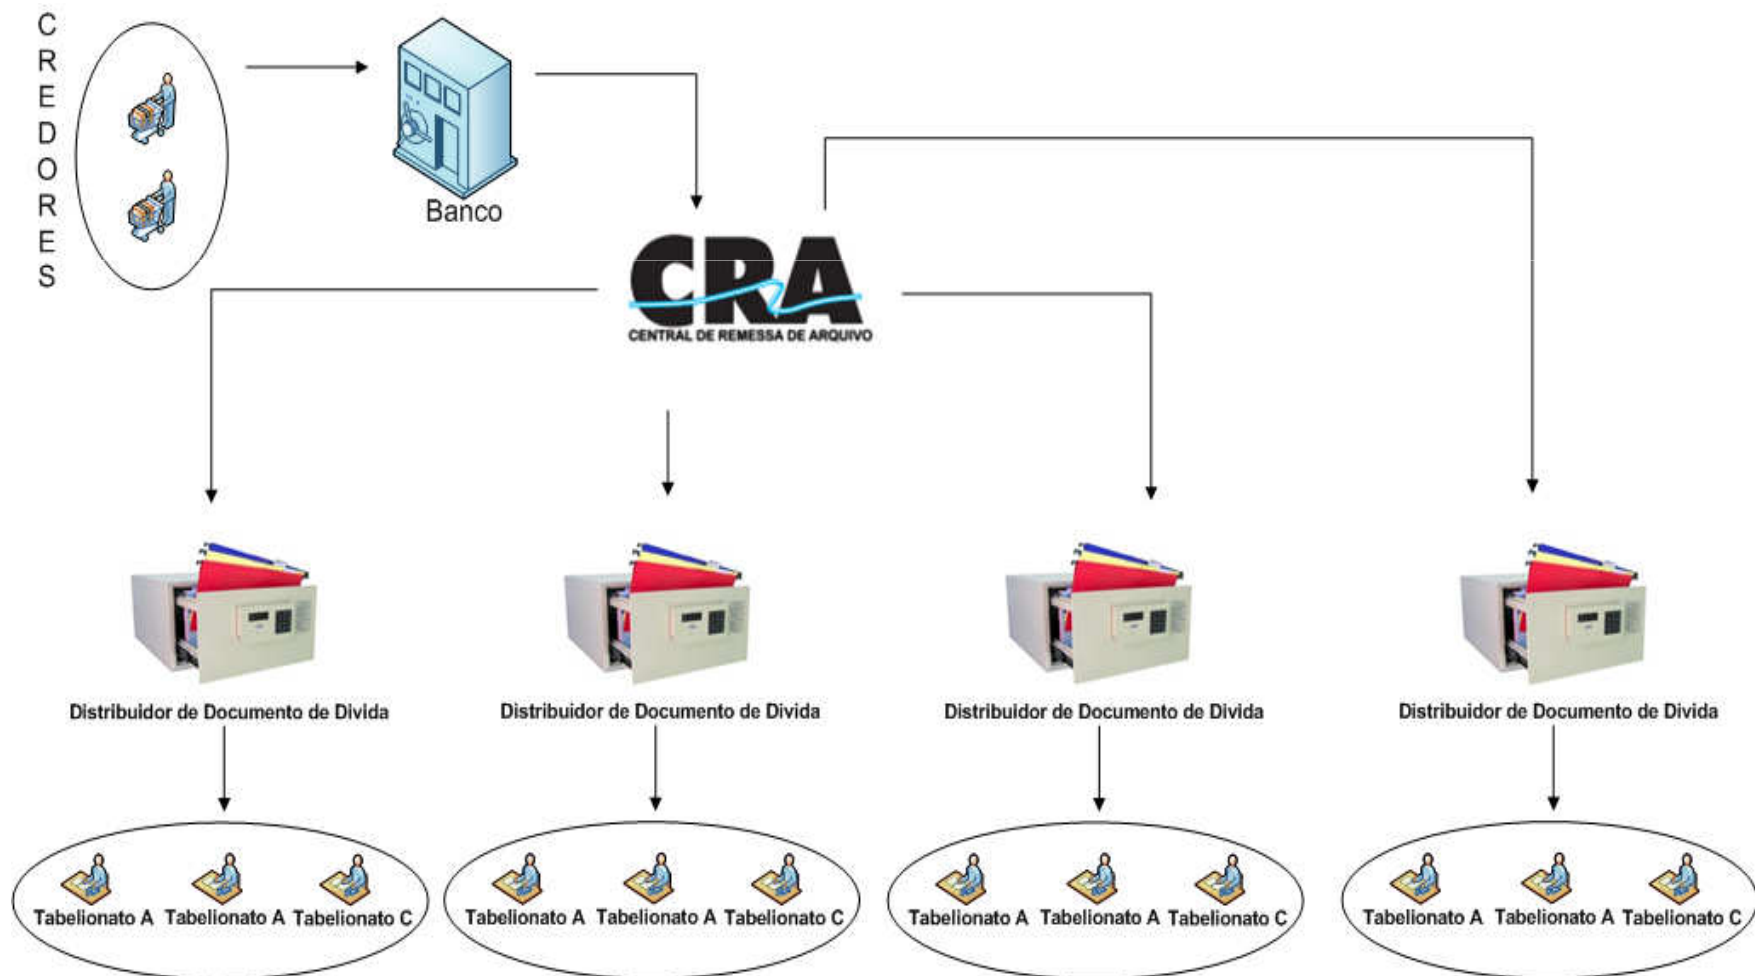 CREDORES
Banco
CRA
CENTRAL DE REMESSA DE ARQUIVO
Distribuidor de Documento de Divida
Distribuidor de Documento de Divida
Distribuidor de Documento de Divida
Distribuidor de Documento de Divida
Tabelionato A Tabelionato A Tabelionato C
Tabelionato A Tabelionato A Tabelionato C
Tabelionato A Tabelionato A Tabelionato C
Tabelionato A Tabelionato A Tabelionato C